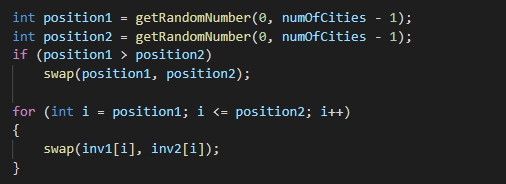 int position1 = getRandomNumber(0, numOfCities - 1);
int position2 = getRandomNumber(0, numOfCities - 1);
if (position1 > position2)
    swap(position1, position2);

for (int i = position1; i <= position2; i++)
{
    swap(inv1[i], inv2[i]);
}